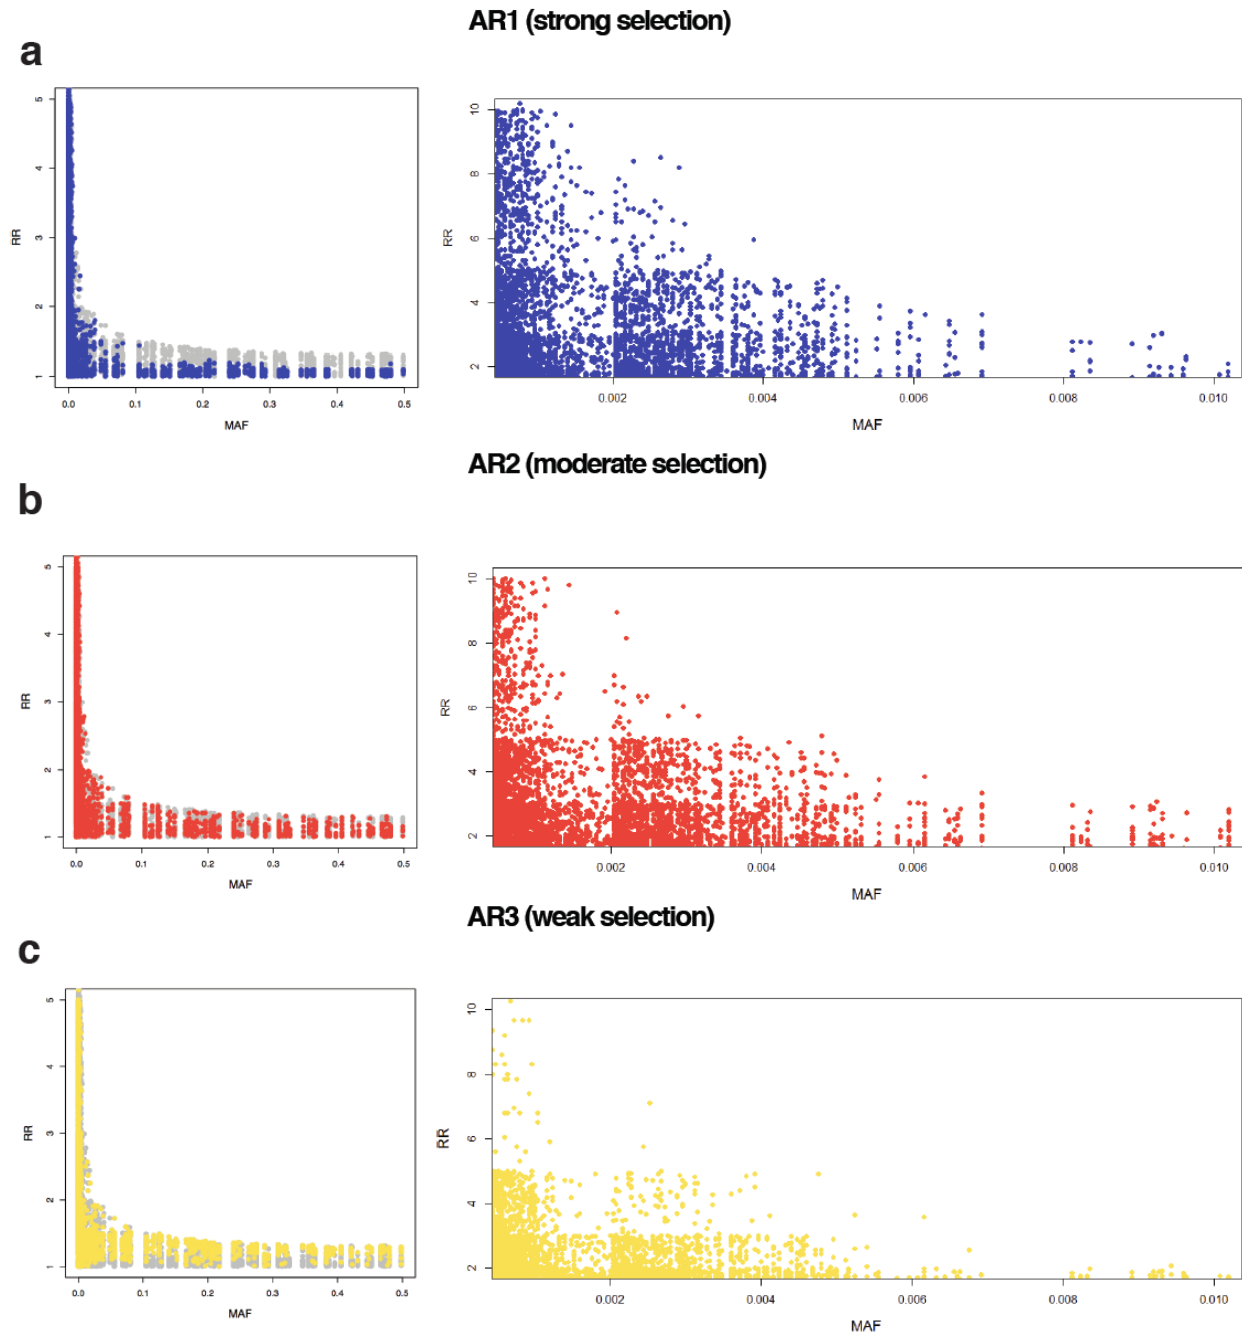 AR1 (strong selection)
a
5
4
3
2
1
RR
0.0 0.1 0.2 0.3 0.4 0.5
MAF
10
8
6
4
2
RR
0.002 0.004 0.006 0.008 0.010
MAF
AR2 (moderate selection)
b
5
4
3
2
1
RR
0.0 0.1 0.2 0.3 0.4 0.5
MAF
10
8
6
4
2
RR
0.002 0.004 0.006 0.008 0.010
MAF
AR3 (weak selection)
c
5
4
3
2
1
RR
0.0 0.1 0.2 0.3 0.4 0.5
MAF
10
8
6
4
2
RR
0.002 0.004 0.006 0.008 0.010
MAF